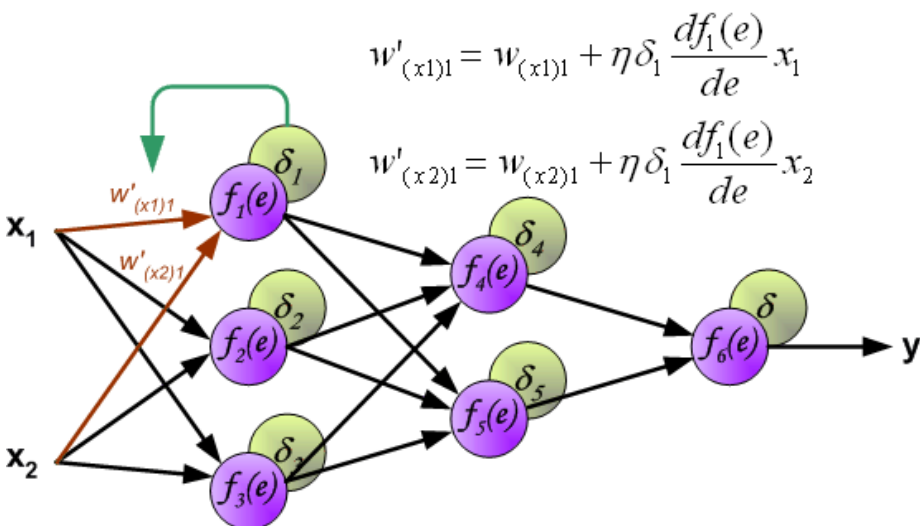 w'₍ₓ₁₎₁ = w₍ₓ₁₎₁ + ηδ₁ df₁(e)/de x₁
w'₍ₓ₂₎₁ = w₍ₓ₂₎₁ + ηδ₁ df₁(e)/de x₂
δ₁
w'₍ₓ₁₎₁
f₁(e)
x₁
w'₍ₓ₂₎₁
δ₄
f₄(e)
δ₂
f₂(e)
δ
f₆(e)
y
δ₅
f₅(e)
x₂
δ₃
f₃(e)